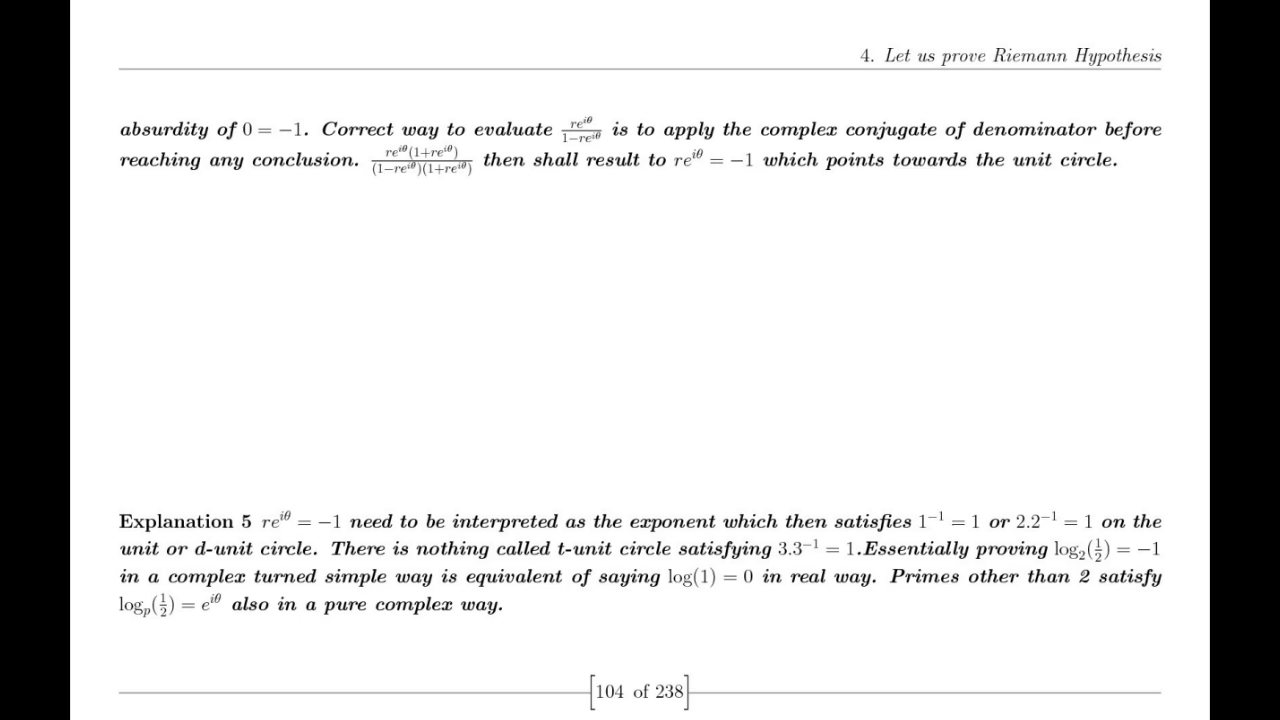 4. Let us prove Riemann Hypothesis
absurdity of 0 = −1. Correct way to evaluate \frac{re^{iθ}}{1−re^{iθ}} is to apply the complex conjugate of denominator before
reaching any conclusion. \frac{re^{iθ}(1+re^{iθ})}{(1−re^{iθ})(1+re^{iθ})} then shall result to re^{iθ} = −1 which points towards the unit circle.
Explanation 5 re^{iθ} = −1 need to be interpreted as the exponent which then satisfies 1^{−1} = 1 or 2.2^{−1} = 1 on the
unit or d-unit circle. There is nothing called t-unit circle satisfying 3.3^{−1} = 1.Essentially proving log_2(\frac{1}{2}) = −1
in a complex turned simple way is equivalent of saying log(1) = 0 in real way. Primes other than 2 satisfy
log_p(\frac{1}{2}) = e^{iθ} also in a pure complex way.
[104 of 238]